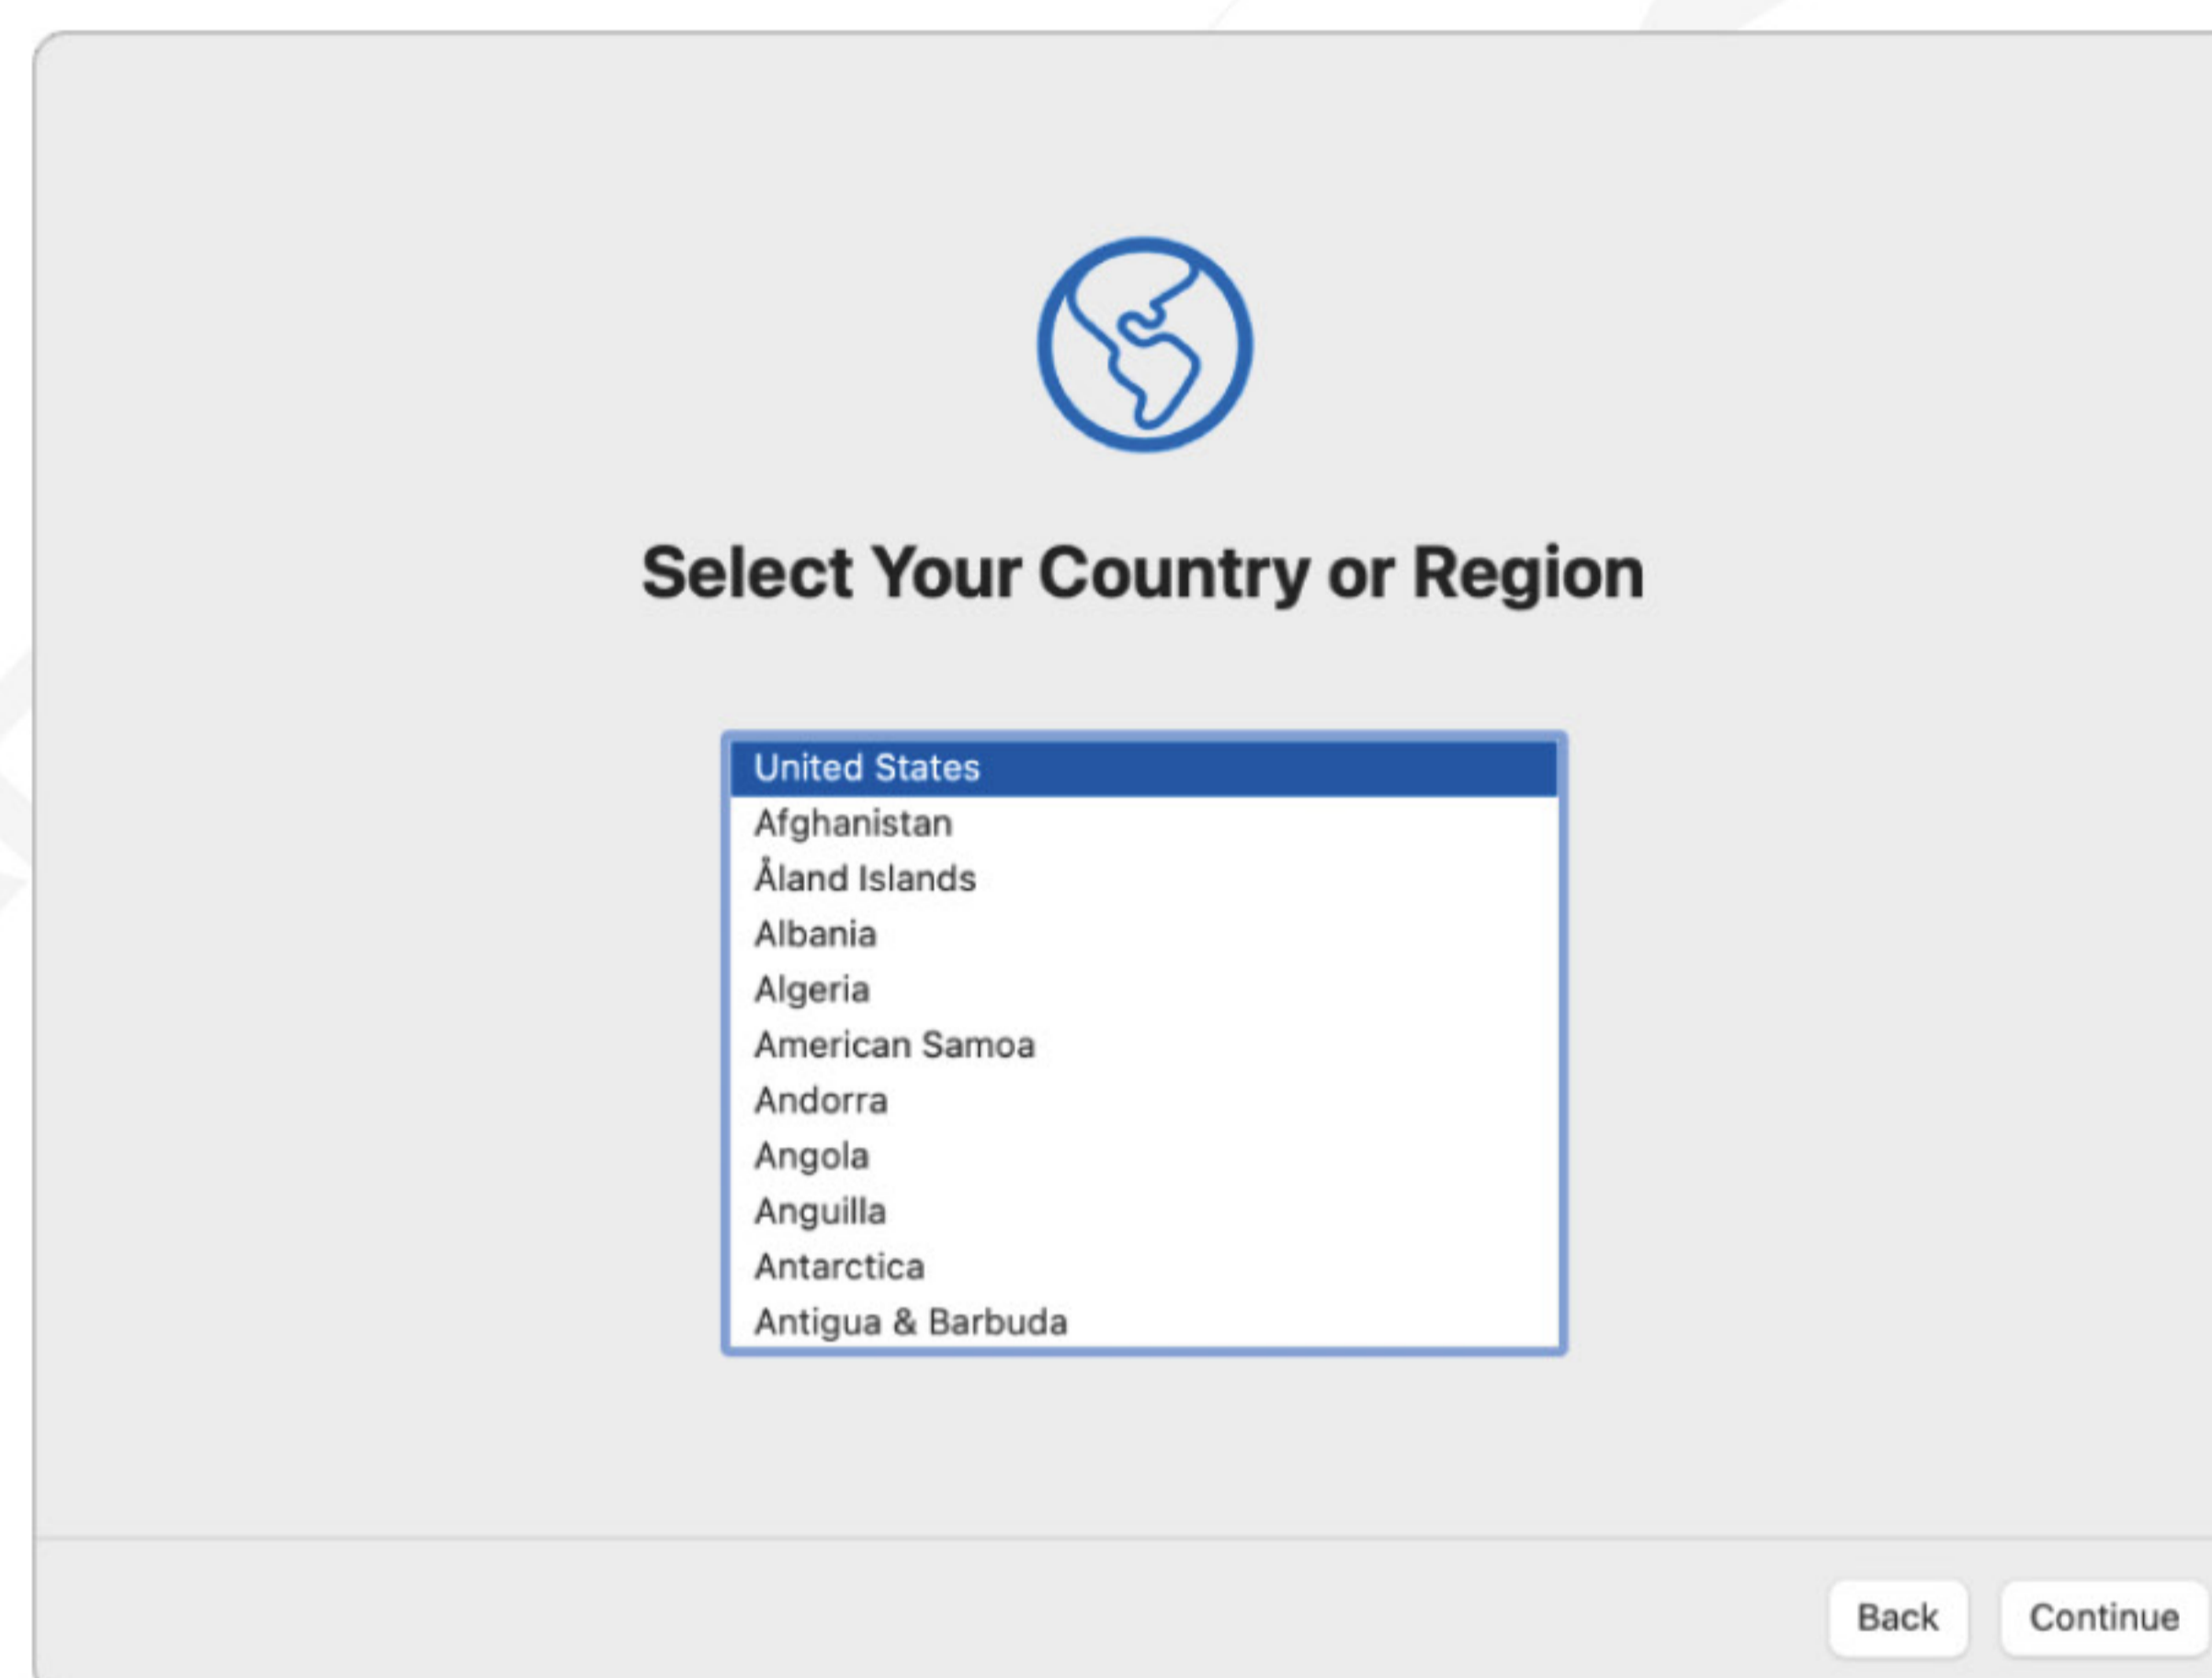 Select Your Country or Region
United States
Afghanistan
Åland Islands
Albania
Algeria
American Samoa
Andorra
Angola
Anguilla
Antarctica
Antigua & Barbuda
Back
Continue